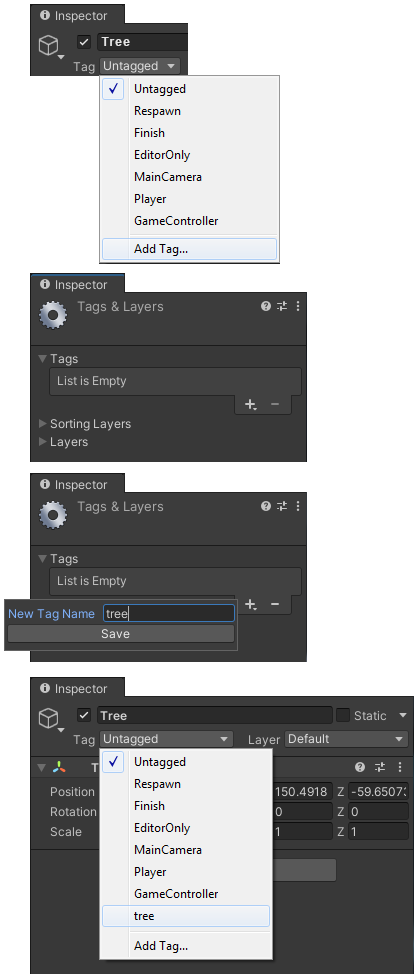 Inspector
Tree
Tag Untagged
Untagged
Respawn
Finish
EditorOnly
MainCamera
Player
GameController
Add Tag...
Inspector
Tags & Layers
Tags
List is Empty
Sorting Layers
Layers
Inspector
Tags & Layers
Tags
List is Empty
New Tag Name tree
Save
Inspector
Tree Static
Tag Untagged Layer Default
T
Untagged
Respawn
Finish
EditorOnly
MainCamera
Player
GameController
tree
Add Tag...
Position 150.4918 Z -59.65073
Rotation 0 Z 0
Scale 1 Z 1